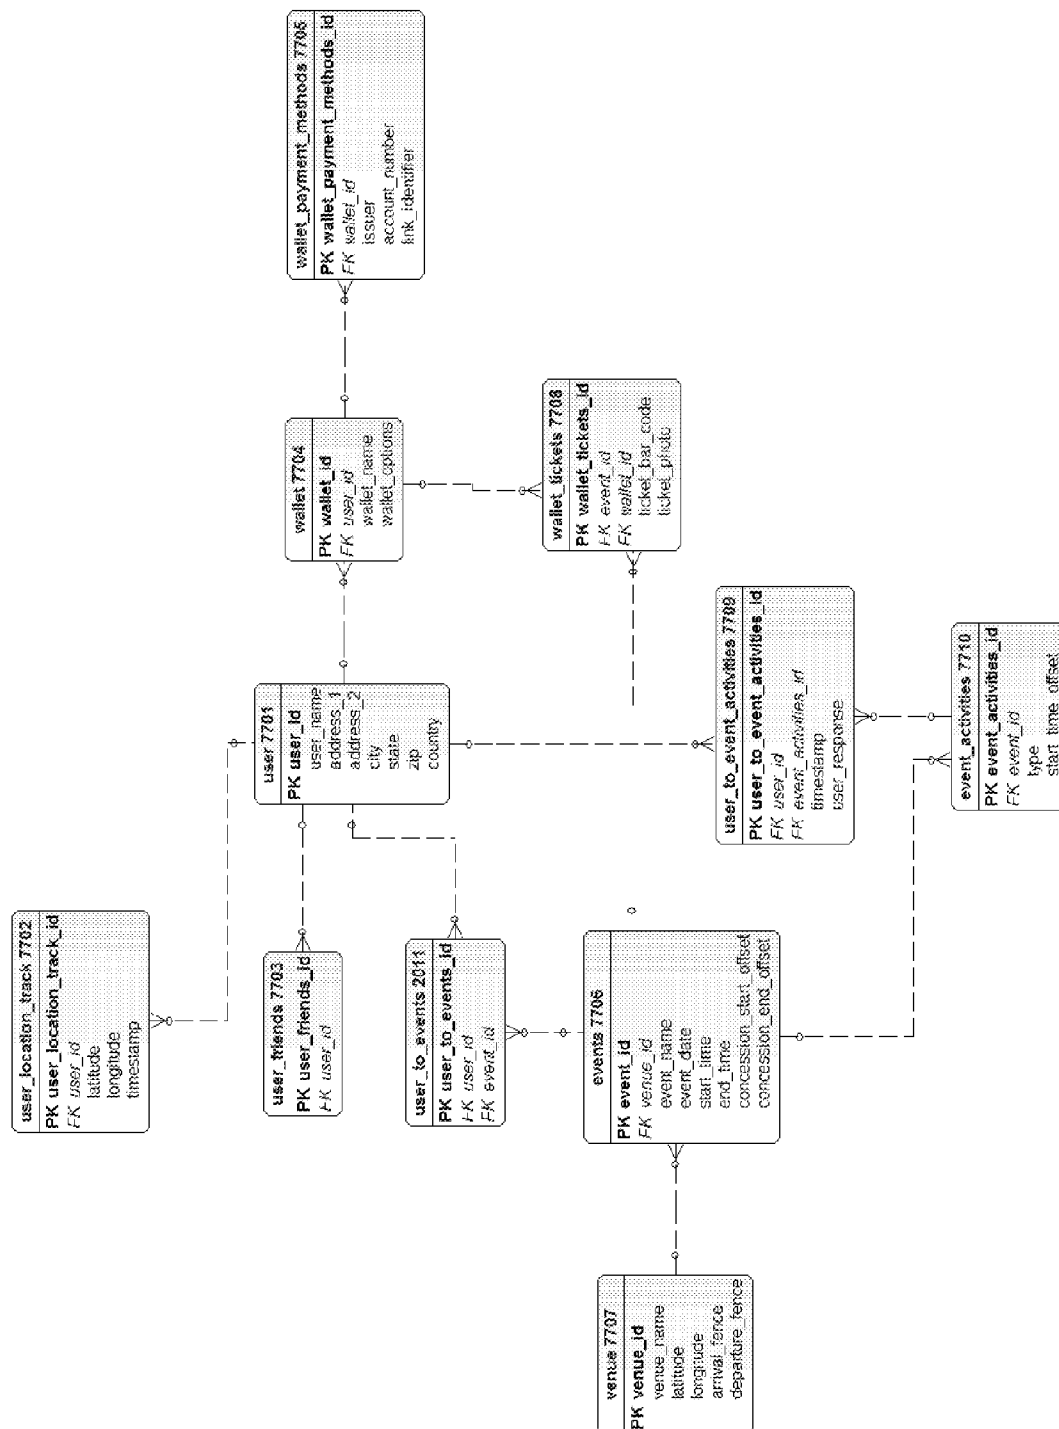 wallet_payment_methods 7705
PK wallet_payment_methods_id
FK wallet_id
issuer
account_number
link_identifier
wallet 7704
PK wallet_id
FK user_id
wallet_name
wallet_options
wallet_tickets 7708
PK wallet_tickets_id
FK event_id
FK wallet_id
ticket_bar_code
ticket_photo
user 7701
PK user_id
user_name
address_1
address_2
city
state
zip
country
user_to_event_activities 7709
PK user_to_event_activities_id
FK user_id
FK event_activities_id
timestamp
user_response
event_activities 7710
PK event_activities_id
FK event_id
type
start_time_offset
user_location_track 7702
PK user_location_track_id
FK user_id
latitude
longitude
timestamp
user_friends 7703
PK user_friends_id
FK user_id
user_to_events 2011
PK user_to_events_id
FK user_id
FK event_id
events 7706
PK event_id
FK venue_id
event_name
event_date
start_time
end_time
concession_start_offset
concession_end_offset
venue 7707
PK venue_id
venue_name
latitude
longitude
arrival_fence
departure_fence